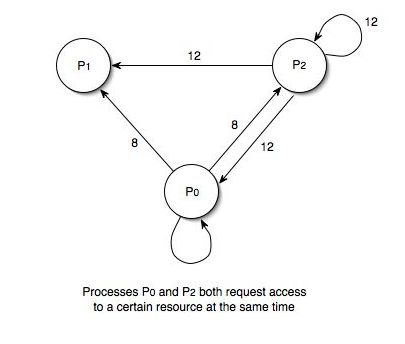 12
P1
12
P2
8
8
12
P0
Processes P0 and P2 both request access
to a certain resource at the same time